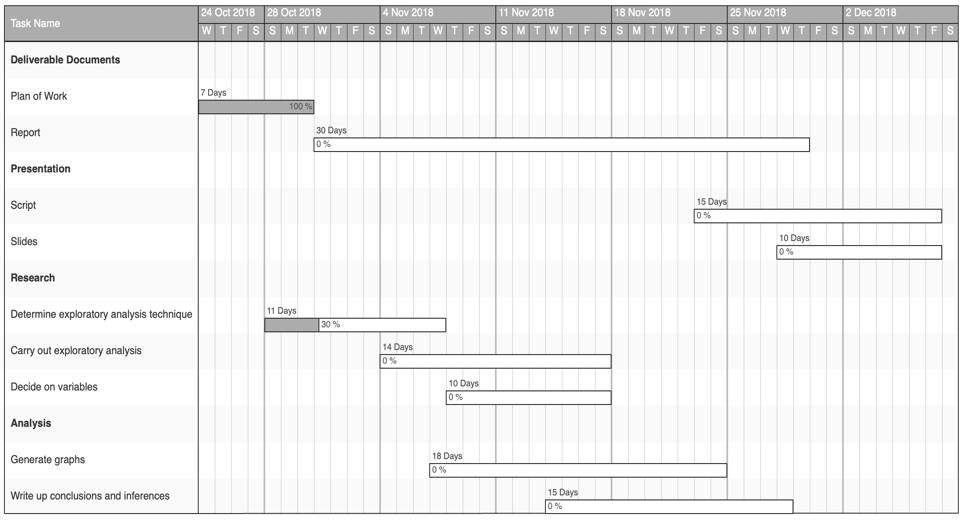 Task Name
24 Oct 2018 28 Oct 2018 4 Nov 2018 11 Nov 2018 18 Nov 2018 25 Nov 2018 2 Dec 2018
W T F S S M T W T F S S M T W T F S S M T W T F S S M T W T F S S M T W T F S S M T W T F S
Deliverable Documents
Plan of Work
7 Days
100 %
Report
30 Days
0 %
Presentation
Script
15 Days
0 %
Slides
10 Days
0 %
Research
Determine exploratory analysis technique
11 Days
30 %
Carry out exploratory analysis
14 Days
0 %
Decide on variables
10 Days
0 %
Analysis
Generate graphs
18 Days
0 %
Write up conclusions and inferences
15 Days
0 %